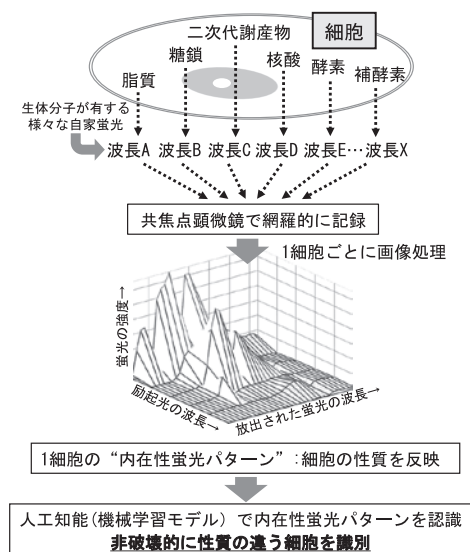 二次代謝産物
細胞
糖鎖
核酸
酵素
補酵素
脂質
生体分子が有する
様々な自家蛍光
波長A 波長B 波長C 波長D 波長E…波長X
共焦点顕微鏡で網羅的に記録
1細胞ごとに画像処理
蛍光の強度→
励起光の波長→
放出された蛍光の波長→
1細胞の“内在性蛍光パターン”:細胞の性質を反映
人工知能(機械学習モデル)で内在性蛍光パターンを認識
非破壊的に性質の違う細胞を識別